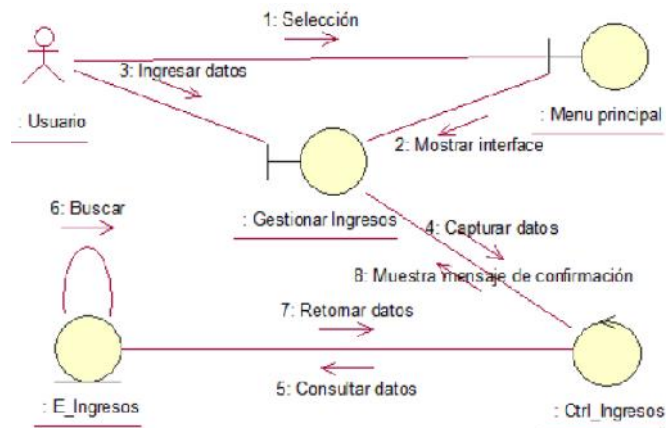 1: Selección
3: Ingresar datos
: Usuario
: Menu principal
2: Mostrar interface
6: Buscar
: Gestionar Ingresos
4: Capturar datos
8: Muestra mensaje de confirmación
7: Retornar datos
5: Consultar datos
: E_Ingresos
: Ctrl_Ingresos